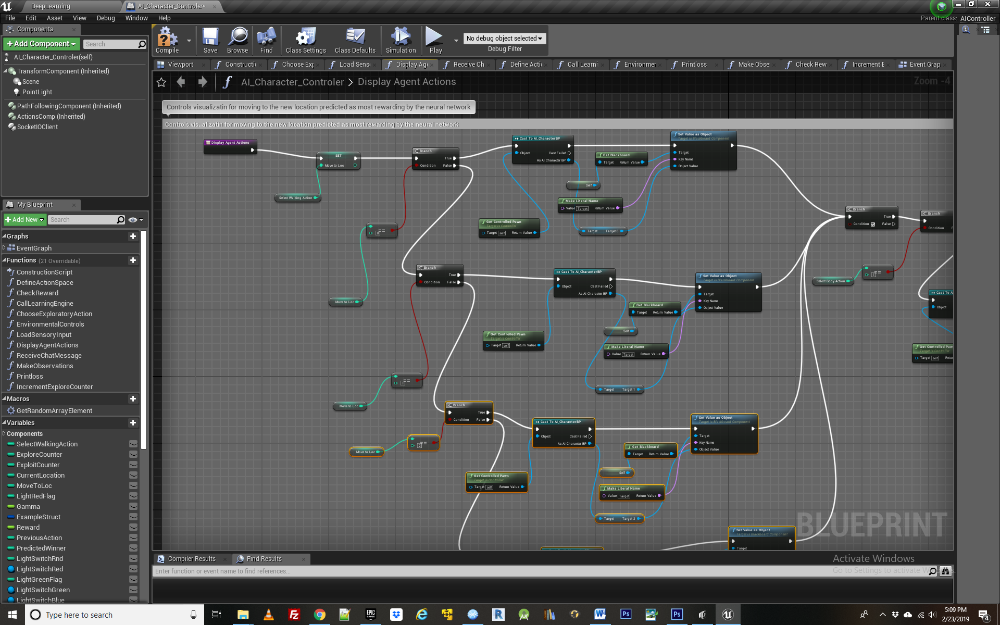 DeepLearning
AI_Character_Controler*
File Edit Asset View Debug Window Help
Parent class: AIController
Components
+Add Component
Search
AI_Character_Controler(self)
TransformComponent (Inherited)
Scene
PointLight
PathFollowingComponent (Inherited)
ActionsComp (Inherited)
SocketIOClient
Compile
Save
Browse
Find
Class Settings
Class Defaults
Simulation
Play
No debug object selected
Debug Filter
Viewport
Constructic
Choose Exp
Load Sens
Display Age
Receive Ch
Define Actic
Call Learni
Environmer
Printloss
Make Obse
Check Rew
Increment E
Event Grap
AI_Character_Controler > Display Agent Actions
Zoom -4
Controls visualizatin for moving to the new location predicted as most rewarding by the neural network
Controls visualizatin for moving to the new location predicted as most rewarding by the neural network
Display Agent Actions
SET
Move to Loc
Select Walking Action
Branch
True
Condition
False
Cast To AI_CharacterBP
Object
Cast Failed
As AI Character BP
Get Blackboard
Target
Return Value
Self
Make Literal Name
Value Target Return Value
Get Controlled Pawn
Target is Controller
Target self Return Value
Target Target 0
Set Value as Object
Target is Blackboard Component
Target
Key Name
Object Value
0 ==
Move to Loc
Branch
True
Condition
False
Branch
Condition
Select Body Action
1 ==
Cast To AI
Object
Get Controlled Pawn
Target is Controller
Target self Retur
Branch
True
Condition
False
Cast To AI_CharacterBP
Object
Cast Failed
As AI Character BP
Get Blackboard
Target Return Value
Self
Make Literal Name
Value Target Return Value
Get Controlled Pawn
Target is Controller
Target self Return Value
Target Target 1
Set Value as Object
Target is Blackboard Component
Target
Key Name
Object Value
1 ==
Move to Loc
Branch
True
Condition
False
2 ==
Move to Loc
Cast To AI_CharacterBP
Object
Cast Failed
As AI Character BP
Get Blackboard
Target Return Value
Self
Make Literal Name
Value Target Return Value
Get Controlled Pawn
Target is Controller
Target self Return Value
Target Target 2
Set Value as Object
Target is Blackboard Component
Target
Key Name
Object Value
Set Value as Object
Target is Blackboard Component
Target
BLUEPRINT
My Blueprint
+Add New
Search
Graphs
EventGraph
Functions (21 Overridable)
ConstructionScript
DefineActionSpace
CheckReward
CallLearningEngine
ChooseExploratoryAction
EnvironmentalControls
LoadSensoryInput
DisplayAgentActions
ReceiveChatMessage
MakeObservations
Printloss
IncrementExploreCounter
Macros
GetRandomArrayElement
Variables
Components
SelectWalkingAction
ExploreCounter
ExploitCounter
CurrentLocation
MoveToLoc
LightRedFlag
Gamma
ExampleStruct
Reward
PreviousAction
PredictedWinner
LightSwitchRnd
LightSwitchRed
LightGreenFlag
LightSwitchGreen
LightSwitchBlue
Compiler Results
Find Results
Enter function or event name to find references...
Activate Windows
Go to Settings to activate
Type here to search
5:09 PM
2/23/2019
4